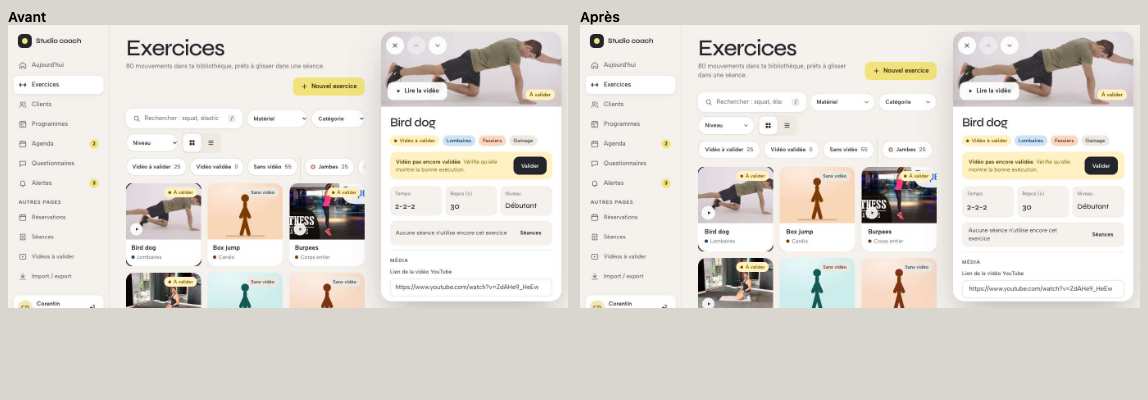 Avant
Studio coach
Aujourd'hui
Exercices
Clients
Programmes
Agenda 2
Questionnaires
Alertes 3
AUTRES PAGES
Réservations
Séances
Vidéos à valider
Import / export
Corentin
Exercices
80 mouvements dans la bibliothèque, prêts à glisser dans une séance.
+ Nouvel exercice
Rechercher : squat, élastic /
Matériel
Catégorie
Niveau
Vidéo à valider 25
Vidéo validée 0
Sans vidéo 55
Jambes 25
À valider
Bird dog
Lombaires
Sans vidéo
Box jump
Cardio
À valider
Burpees
Corps entier
À valider
Sans vidéo
Sans vidéo
Lire la vidéo
À valider
Bird dog
Vidéo à valider
Lombaires
Fessiers
Gainage
Vidéo pas encore validée Vérifie qu'elle
montre la bonne exécution.
Valider
Tempo
2-2-2
Repos (s)
30
Niveau
Débutant
Aucune séance n'utilise encore cet exercice
Séances
MÉDIA
Lien de la vidéo YouTube
https://www.youtube.com/watch?v=ZdAHe9_HeEw
Après
Studio coach
Aujourd'hui
Exercices
Clients
Programmes
Agenda 2
Questionnaires
Alertes 3
AUTRES PAGES
Réservations
Séances
Vidéos à valider
Import / export
Corentin
Exercices
80 mouvements dans la bibliothèque, prêts à glisser
dans une séance.
+ Nouvel exercice
Rechercher : squat, élas /
Matériel
Catégorie
Niveau
Vidéo à valider 25
Vidéo validée 0
Sans vidéo 55
Jambes 25
À valider
Bird dog
Lombaires
Sans vidéo
Box jump
Cardio
À valider
Burpees
Corps entier
À valider
Sans vidéo
Sans vidéo
Lire la vidéo
À valider
Bird dog
Vidéo à valider
Lombaires
Fessiers
Gainage
Vidéo pas encore validée Vérifie qu'elle
montre la bonne exécution.
Valider
Tempo
2-2-2
Repos (s)
30
Niveau
Débutant
Aucune séance n'utilise encore cet
exercice
Séances
MÉDIA
Lien de la vidéo YouTube
https://www.youtube.com/watch?v=ZdAHe9_HeEw